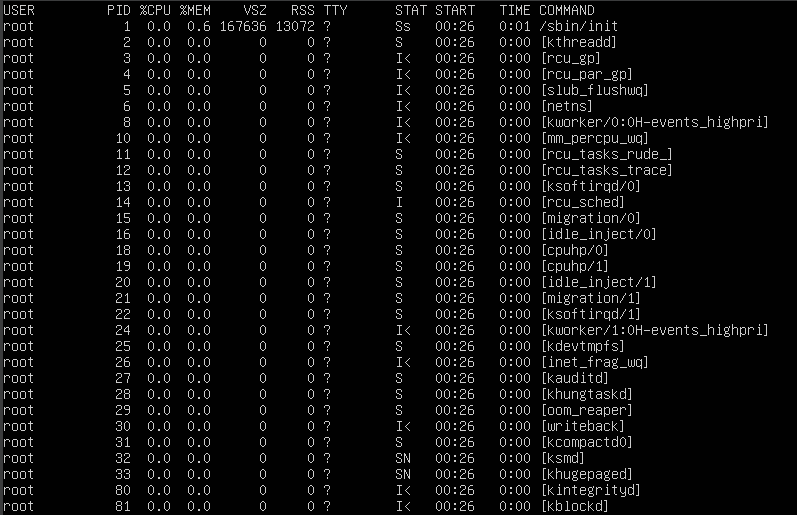 USER         PID %CPU %MEM    VSZ   RSS TTY      STAT START   TIME COMMAND
root           1  0.0  0.6 167636 13072 ?        Ss   00:26   0:01 /sbin/init
root           2  0.0  0.0      0     0 ?        S    00:26   0:00 [kthreadd]
root           3  0.0  0.0      0     0 ?        I<   00:26   0:00 [rcu_gp]
root           4  0.0  0.0      0     0 ?        I<   00:26   0:00 [rcu_par_gp]
root           5  0.0  0.0      0     0 ?        I<   00:26   0:00 [slub_flushwq]
root           6  0.0  0.0      0     0 ?        I<   00:26   0:00 [netns]
root           8  0.0  0.0      0     0 ?        I<   00:26   0:00 [kworker/0:0H-events_highpri]
root          10  0.0  0.0      0     0 ?        I<   00:26   0:00 [mm_percpu_wq]
root          11  0.0  0.0      0     0 ?        S    00:26   0:00 [rcu_tasks_rude_]
root          12  0.0  0.0      0     0 ?        S    00:26   0:00 [rcu_tasks_trace]
root          13  0.0  0.0      0     0 ?        S    00:26   0:00 [ksoftirqd/0]
root          14  0.0  0.0      0     0 ?        I    00:26   0:00 [rcu_sched]
root          15  0.0  0.0      0     0 ?        S    00:26   0:00 [migration/0]
root          16  0.0  0.0      0     0 ?        S    00:26   0:00 [idle_inject/0]
root          18  0.0  0.0      0     0 ?        S    00:26   0:00 [cpuhp/0]
root          19  0.0  0.0      0     0 ?        S    00:26   0:00 [cpuhp/1]
root          20  0.0  0.0      0     0 ?        S    00:26   0:00 [idle_inject/1]
root          21  0.0  0.0      0     0 ?        S    00:26   0:00 [migration/1]
root          22  0.0  0.0      0     0 ?        S    00:26   0:00 [ksoftirqd/1]
root          24  0.0  0.0      0     0 ?        I<   00:26   0:00 [kworker/1:0H-events_highpri]
root          25  0.0  0.0      0     0 ?        S    00:26   0:00 [kdevtmpfs]
root          26  0.0  0.0      0     0 ?        I<   00:26   0:00 [inet_frag_wq]
root          27  0.0  0.0      0     0 ?        S    00:26   0:00 [kauditd]
root          28  0.0  0.0      0     0 ?        S    00:26   0:00 [khungtaskd]
root          29  0.0  0.0      0     0 ?        S    00:26   0:00 [oom_reaper]
root          30  0.0  0.0      0     0 ?        I<   00:26   0:00 [writeback]
root          31  0.0  0.0      0     0 ?        S    00:26   0:00 [kcompactd0]
root          32  0.0  0.0      0     0 ?        SN   00:26   0:00 [ksmd]
root          33  0.0  0.0      0     0 ?        SN   00:26   0:00 [khugepaged]
root          80  0.0  0.0      0     0 ?        I<   00:26   0:00 [kintegrityd]
root          81  0.0  0.0      0     0 ?        I<   00:26   0:00 [kblockd]